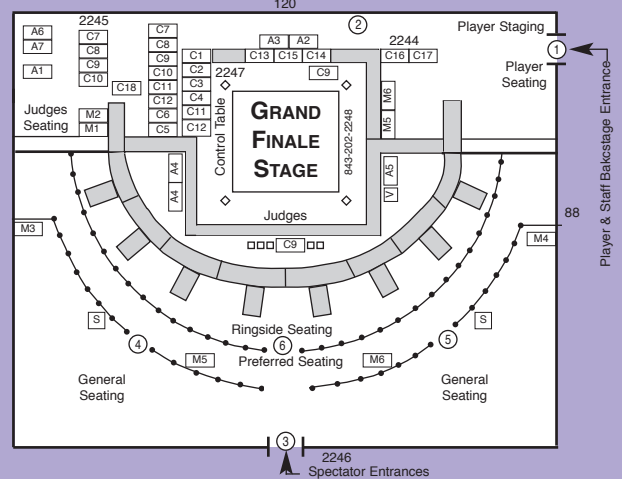 120
2245
A6
A7
A1
C7
C8
C9
C10
C18
C7
C8
C9
C10
C11
C12
C6
C5
C1
C2
C3
C4
C11
C12
2247
A3
A2
C13
C15
C14
C9
2
2244
C16
C17
Player Staging
1
Player
Seating
Player & Staff Bakcstage Entrance
Judges
Seating
M2
M1
Control Table
GRAND
FINALE
STAGE
843-202-2248
M6
M5
A4
A4
A5
V
Judges
C9
88
M3
M4
S
S
Ringside Seating
4
6
5
Preferred Seating
M5
M6
General
Seating
General
Seating
3
2246
Spectator Entrances